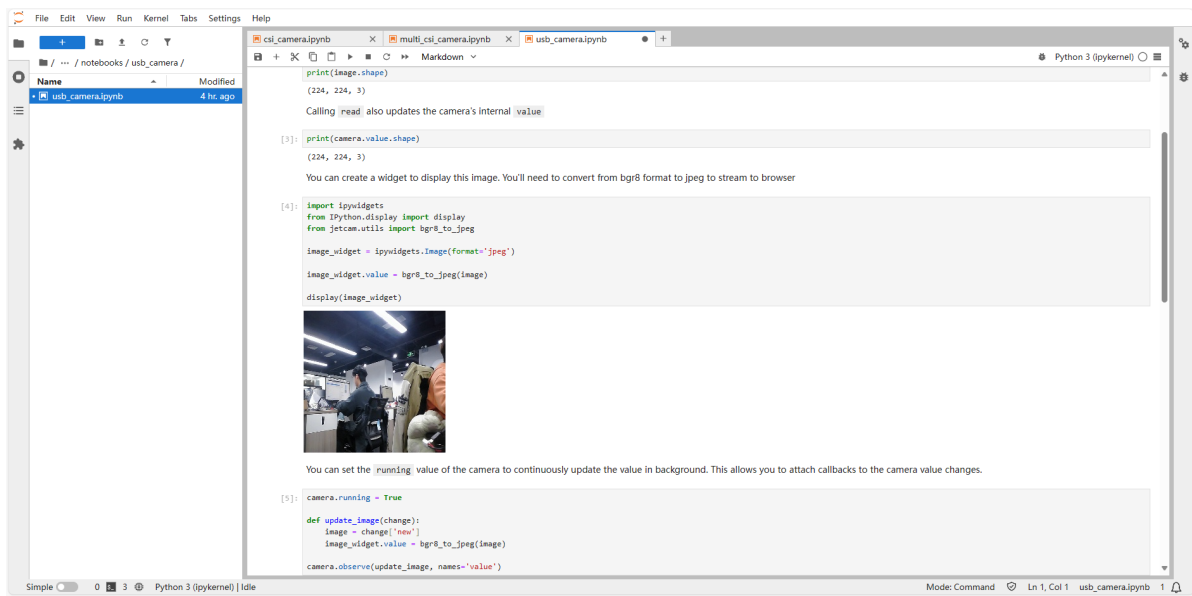 File Edit View Run Kernel Tabs Settings Help
+
/ ··· / notebooks / usb_camera /
Name Modified
usb_camera.ipynb 4 hr. ago
csi_camera.ipynb
multi_csi_camera.ipynb
usb_camera.ipynb
Markdown
Python 3 (ipykernel)
print(image.shape)
(224, 224, 3)
Calling read also updates the camera's internal value
[3]: print(camera.value.shape)
(224, 224, 3)
You can create a widget to display this image. You'll need to convert from bgr8 format to jpeg to stream to browser
[4]: import ipywidgets
from IPython.display import display
from jetcam.utils import bgr8_to_jpeg
image_widget = ipywidgets.Image(format='jpeg')
image_widget.value = bgr8_to_jpeg(image)
display(image_widget)
You can set the running value of the camera to continuously update the value in background. This allows you to attach callbacks to the camera value changes.
[5]: camera.running = True
def update_image(change):
image = change['new']
image_widget.value = bgr8_to_jpeg(image)
camera.observe(update_image, names='value')
Simple 0 3 Python 3 (ipykernel) | Idle
Mode: Command Ln 1, Col 1 usb_camera.ipynb 1